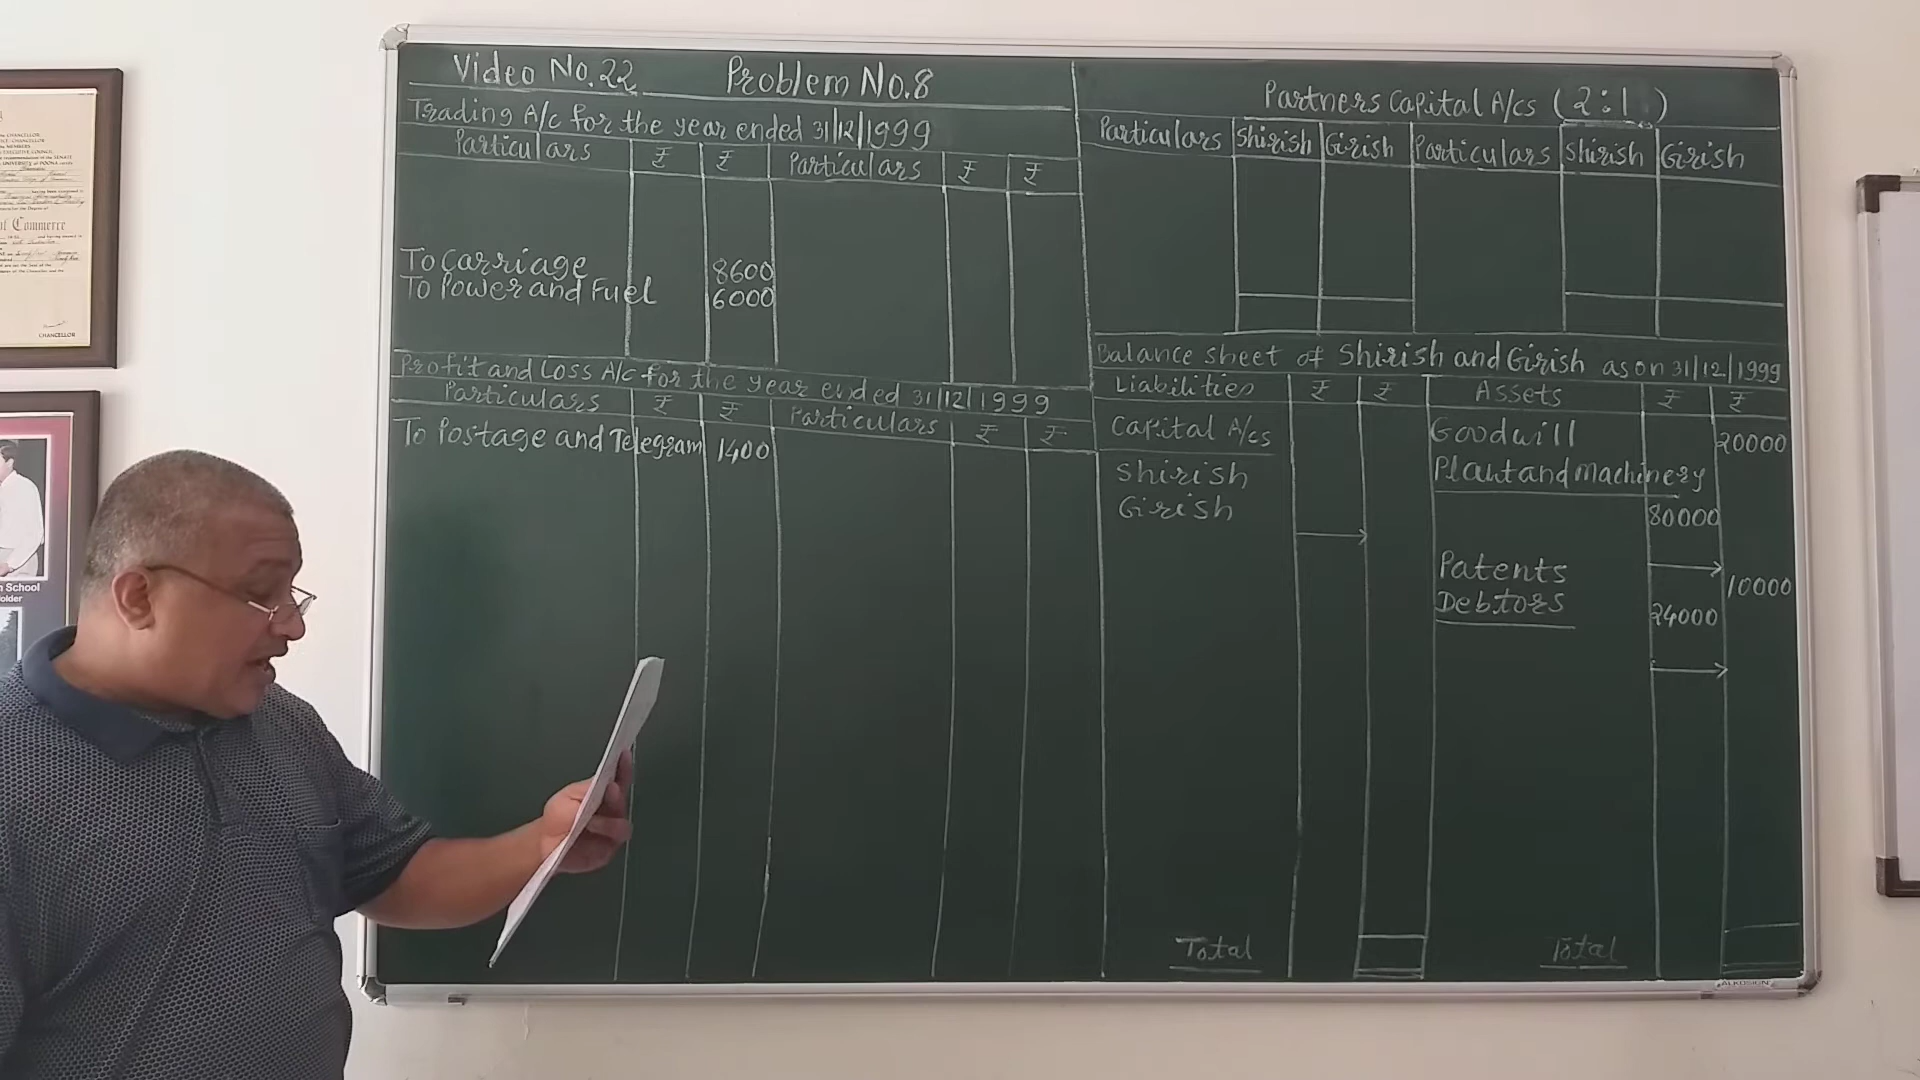 Video No.22 Problem No.8
Trading A/c for the year ended 31/12/1999
Particulars ₹ ₹ Particulars ₹ ₹
To Carriage 8600
To Power and Fuel 6000
Profit and Loss A/c for the year ended 31/12/1999
Particulars ₹ ₹ Particulars ₹ ₹
To Postage and Telegram 1400
Partners Capital A/cs (2:1)
Particulars Shirish Girish Particulars Shirish Girish
Balance sheet of Shirish and Girish as on 31/12/1999
Liabilities ₹ ₹ Assets ₹ ₹
Capital A/cs Goodwill 20000
Shirish Plant and Machinery
Girish 80000
Patents 10000
Debtors 24000
Total Total
of Commerce
CHANCELLOR
School